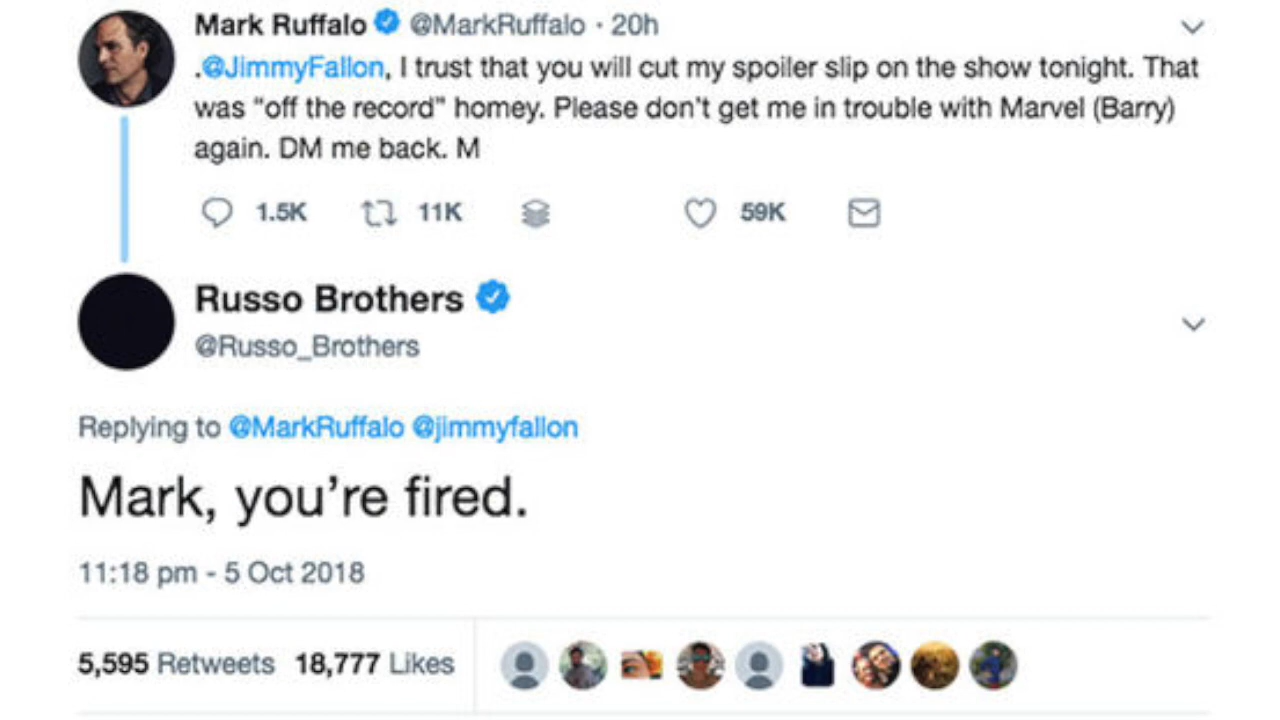 Mark Ruffalo @MarkRuffalo · 20h
.@JimmyFallon, I trust that you will cut my spoiler slip on the show tonight. That
was “off the record" homey. Please don't get me in trouble with Marvel (Barry)
again. DM me back. M
1.5K 11K 59K
Russo Brothers
@Russo_Brothers
Replying to @MarkRuffalo @jimmyfallon
Mark, you’re fired.
11:18 pm - 5 Oct 2018
5,595 Retweets 18,777 Likes